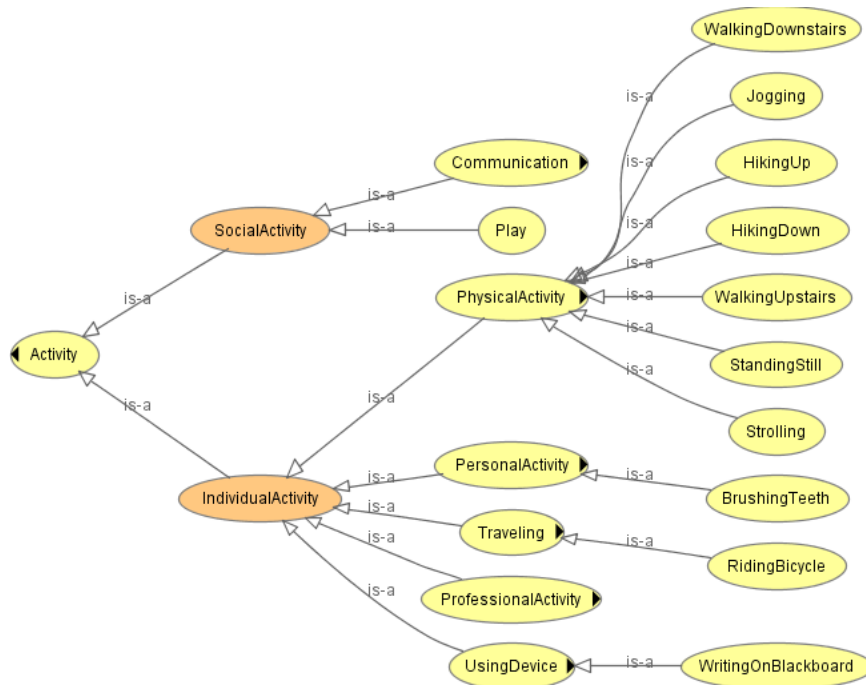 WalkingDownstairs
is-a
Jogging
is-a
Communication
HikingUp
is-a
is-a
SocialActivity
is-a
Play
HikingDown
is-a
is-a
PhysicalActivity
is-a
WalkingUpstairs
is-a
Activity
StandingStill
is-a
is-a
Strolling
is-a
PersonalActivity
is-a
IndividualActivity
is-a
BrushingTeeth
is-a
Traveling
is-a
RidingBicycle
is-a
ProfessionalActivity
is-a
UsingDevice
is-a
WritingOnBlackboard